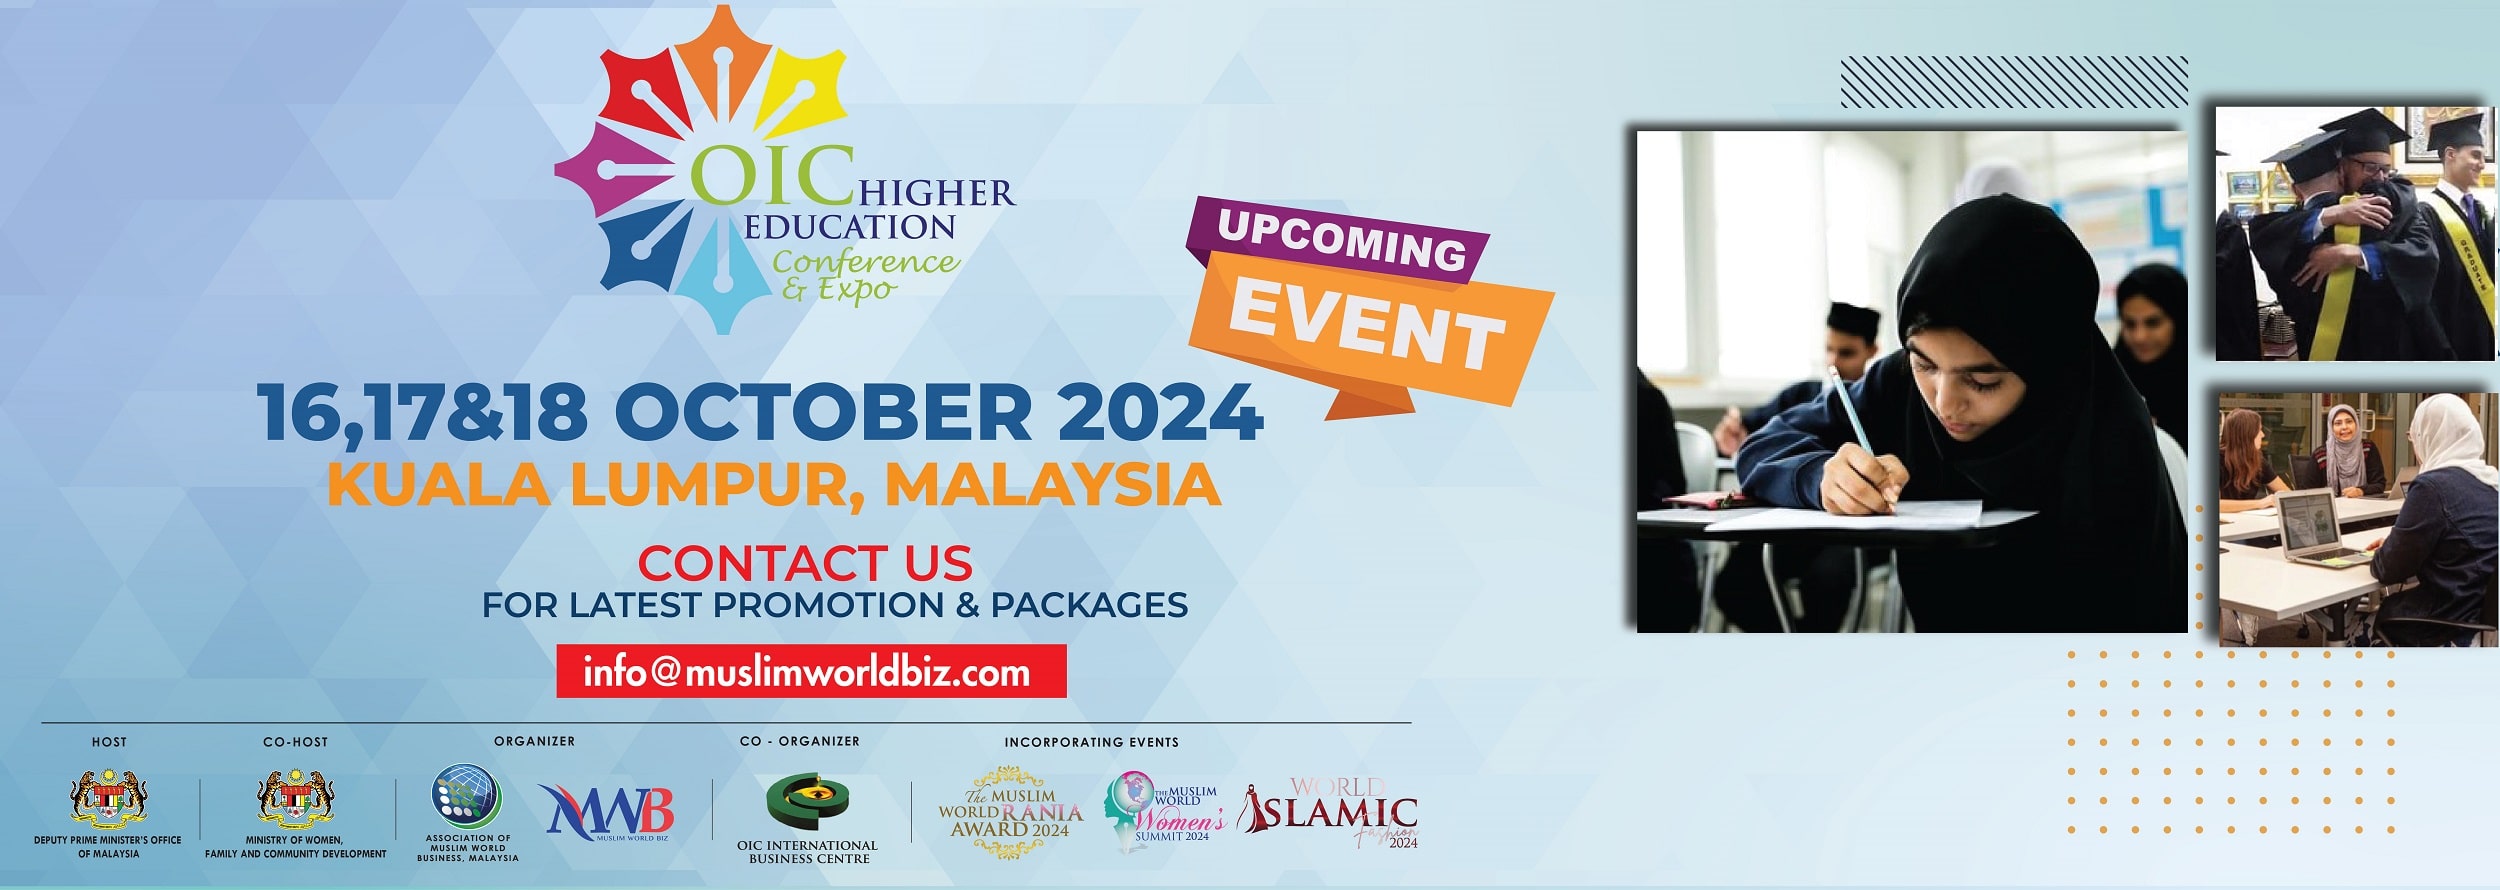 OIC HIGHER
EDUCATION
Conference
& Expo
UPCOMING
EVENT
16,17&18 OCTOBER 2024
KUALA LUMPUR, MALAYSIA
CONTACT US
FOR LATEST PROMOTION & PACKAGES
info@muslimworldbiz.com
GRADUATE
HOST
DEPUTY PRIME MINISTER'S OFFICE
OF MALAYSIA
CO-HOST
MINISTRY OF WOMEN,
FAMILY AND COMMUNITY DEVELOPMENT
ORGANIZER
ASSOCIATION OF
MUSLIM WORLD
BUSINESS, MALAYSIA
MWB
MUSLIM WORLD BIZ
CO - ORGANIZER
OIC INTERNATIONAL
BUSINESS CENTRE
INCORPORATING EVENTS
The MUSLIM
WORLD RANIA
AWARD 2024
THE MUSLIM
WORLD
Women's
SUMMIT 2024
WORLD
ISLAMIC
Fashion
2024